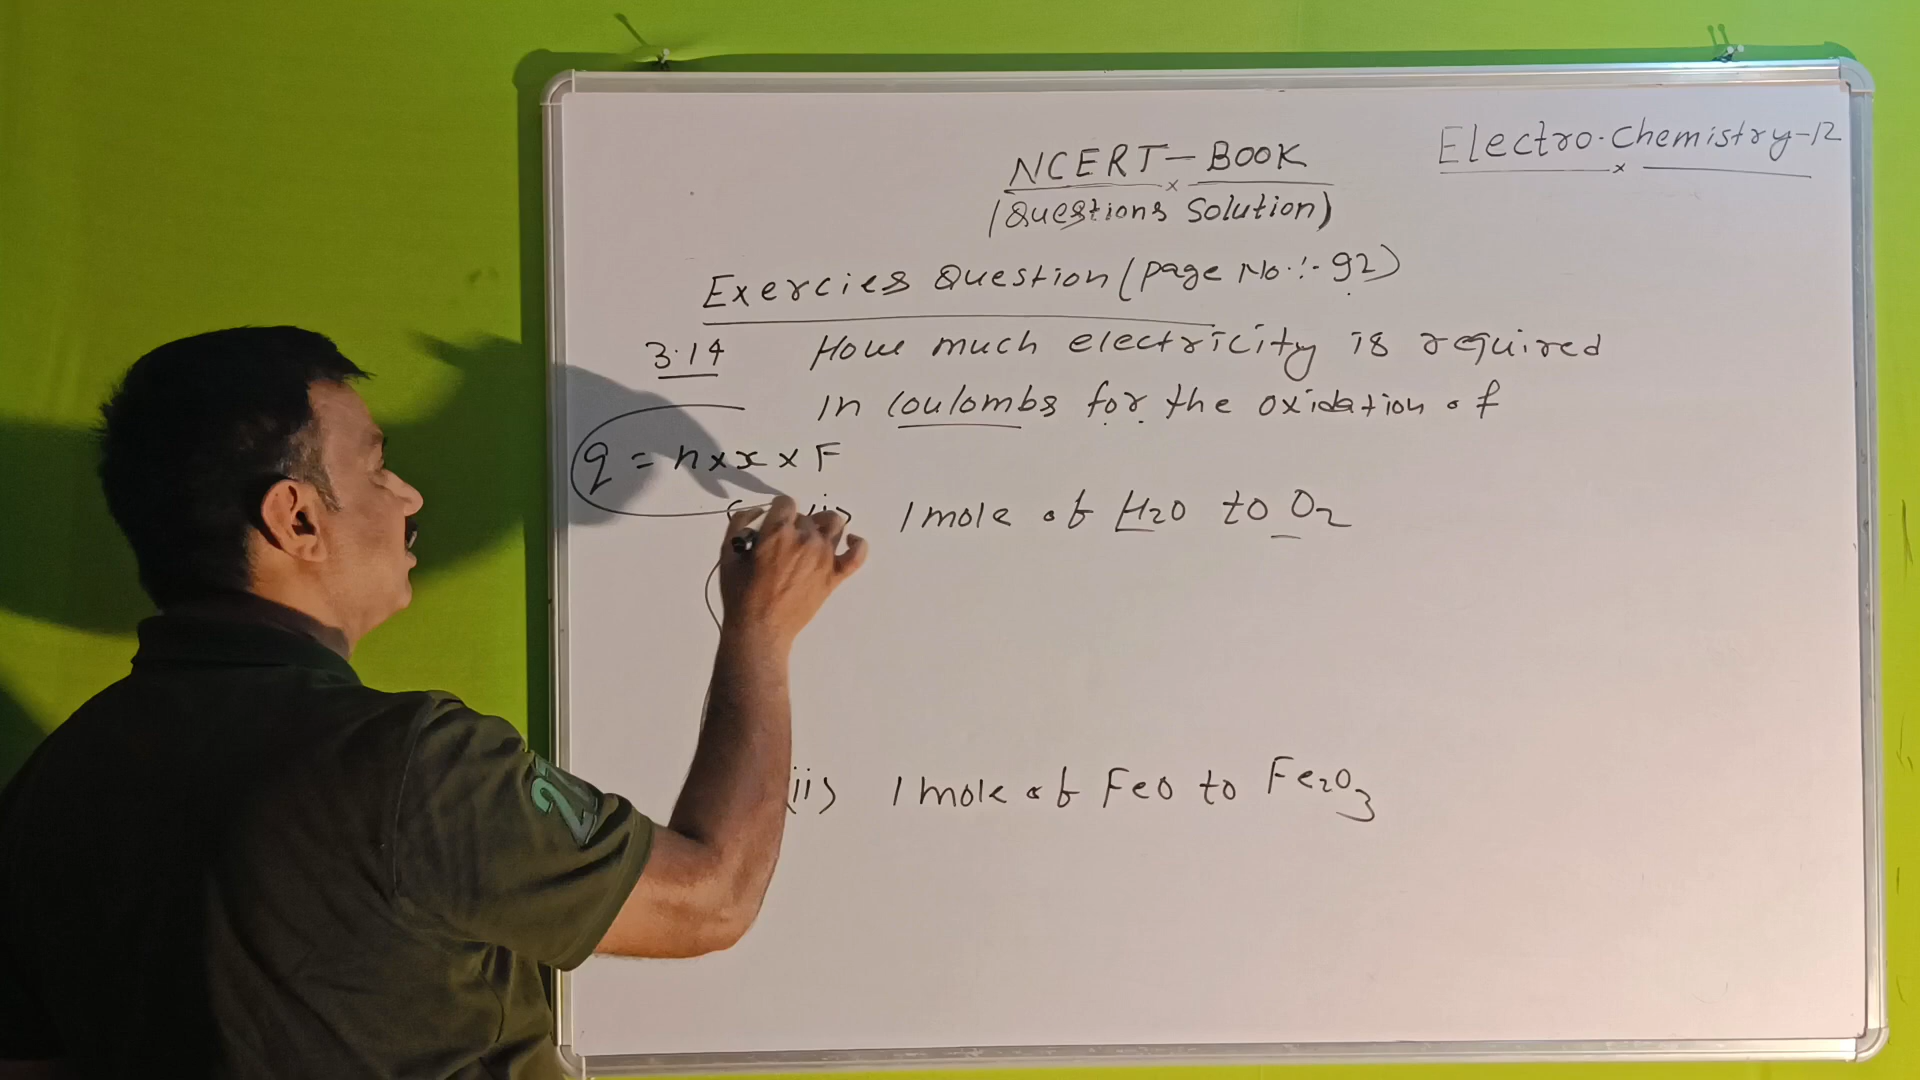 Electro-Chemistry-12
NCERT-BOOK
(Questions Solution)
Exercies Question (page No.:- 92)
3.14 How much electricity is required
in Coulombs for the oxidation of
q = n × x × F
1 mole of H2O to O2
(ii) 1 mole of FeO to Fe2O3
2